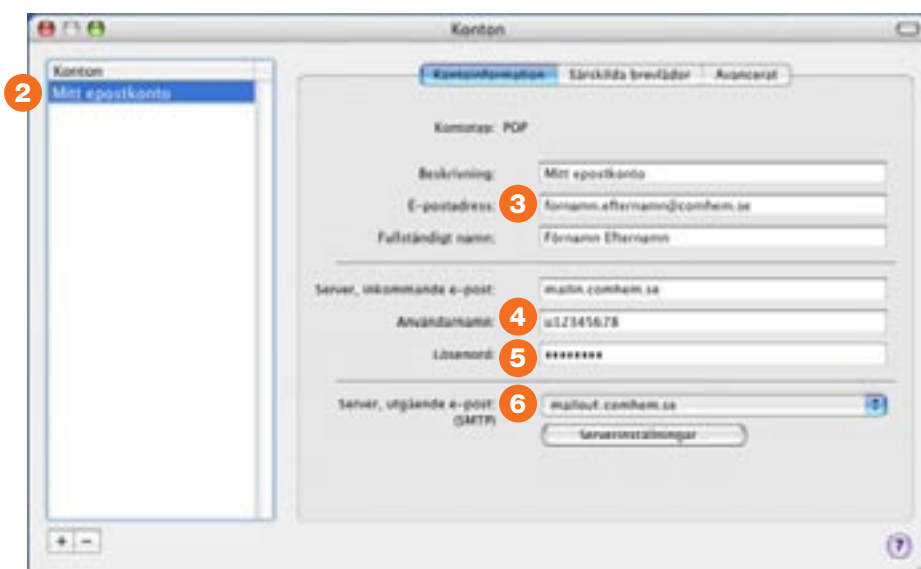 Konton
Konton
2 Mitt epostkonto
Kontoinformation Särskilda brevlådor Avancerat
Kontotyp: POP
Beskrivning: Mitt epostkonto
E-postadress: 3 fornamn.efternamn@comhem.se
Fullständigt namn: Förnamn Efternamn
Server, inkommande e-post: mailin.comhem.se
Användarnamn: 4 u12345678
Lösenord: 5 ••••••••
Server, utgående e-post: 6 mailout.comhem.se
(SMTP)
Serverinställningar
+ − ?